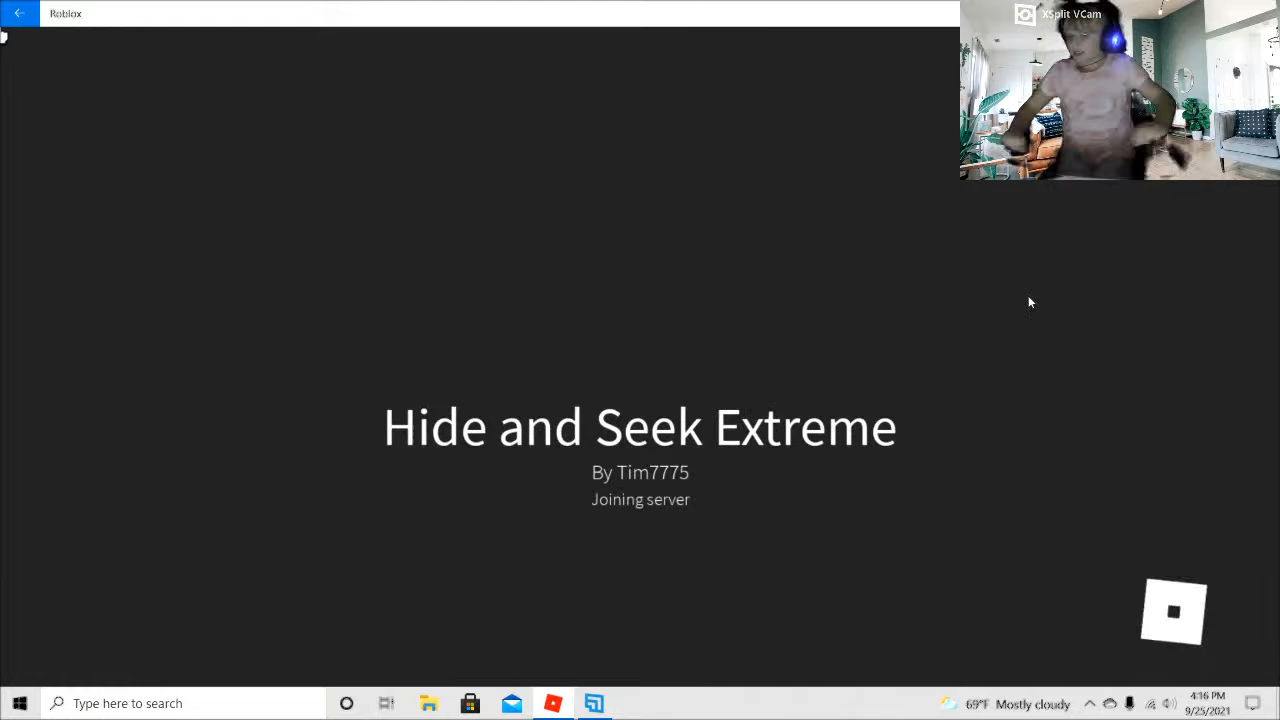 Roblox
XSplit VCam
Hide and Seek Extreme
By Tim7775
Joining server
Type here to search
69°F Mostly cloudy
4:16 PM
9/25/2021